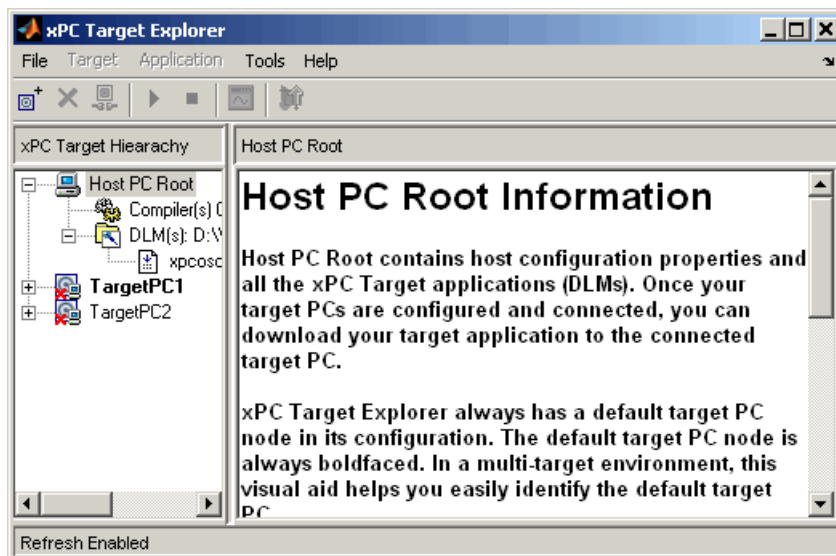 xPC Target Explorer
File Target Application Tools Help
xPC Target Hiearachy
Host PC Root
Host PC Root
Compiler(s)
DLM(s): D:\
xpcosc
TargetPC1
TargetPC2
Host PC Root Information
Host PC Root contains host configuration properties and
all the xPC Target applications (DLMs). Once your
target PCs are configured and connected, you can
download your target application to the connected
target PC.
xPC Target Explorer always has a default target PC
node in its configuration. The default target PC node is
always boldfaced. In a multi-target environment, this
visual aid helps you easily identify the default target
PC
Refresh Enabled